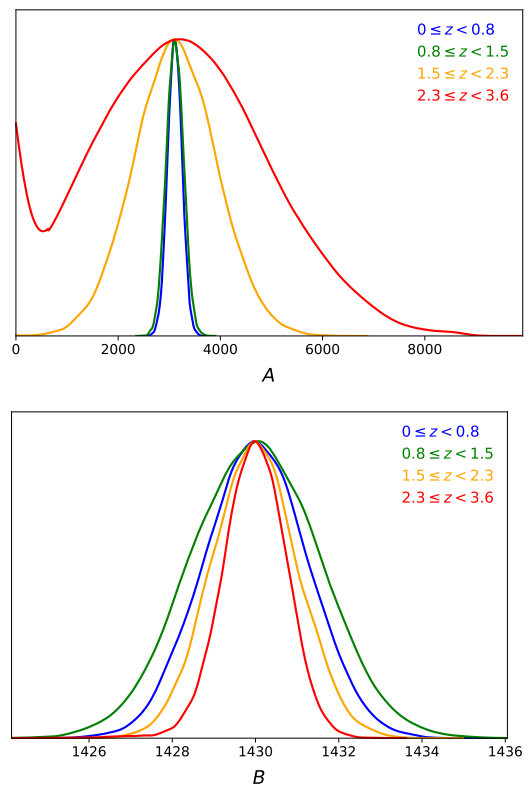 0 ≤ z < 0.8
0.8 ≤ z < 1.5
1.5 ≤ z < 2.3
2.3 ≤ z < 3.6
0 2000 4000 6000 8000
A
0 ≤ z < 0.8
0.8 ≤ z < 1.5
1.5 ≤ z < 2.3
2.3 ≤ z < 3.6
1426 1428 1430 1432 1434 1436
B